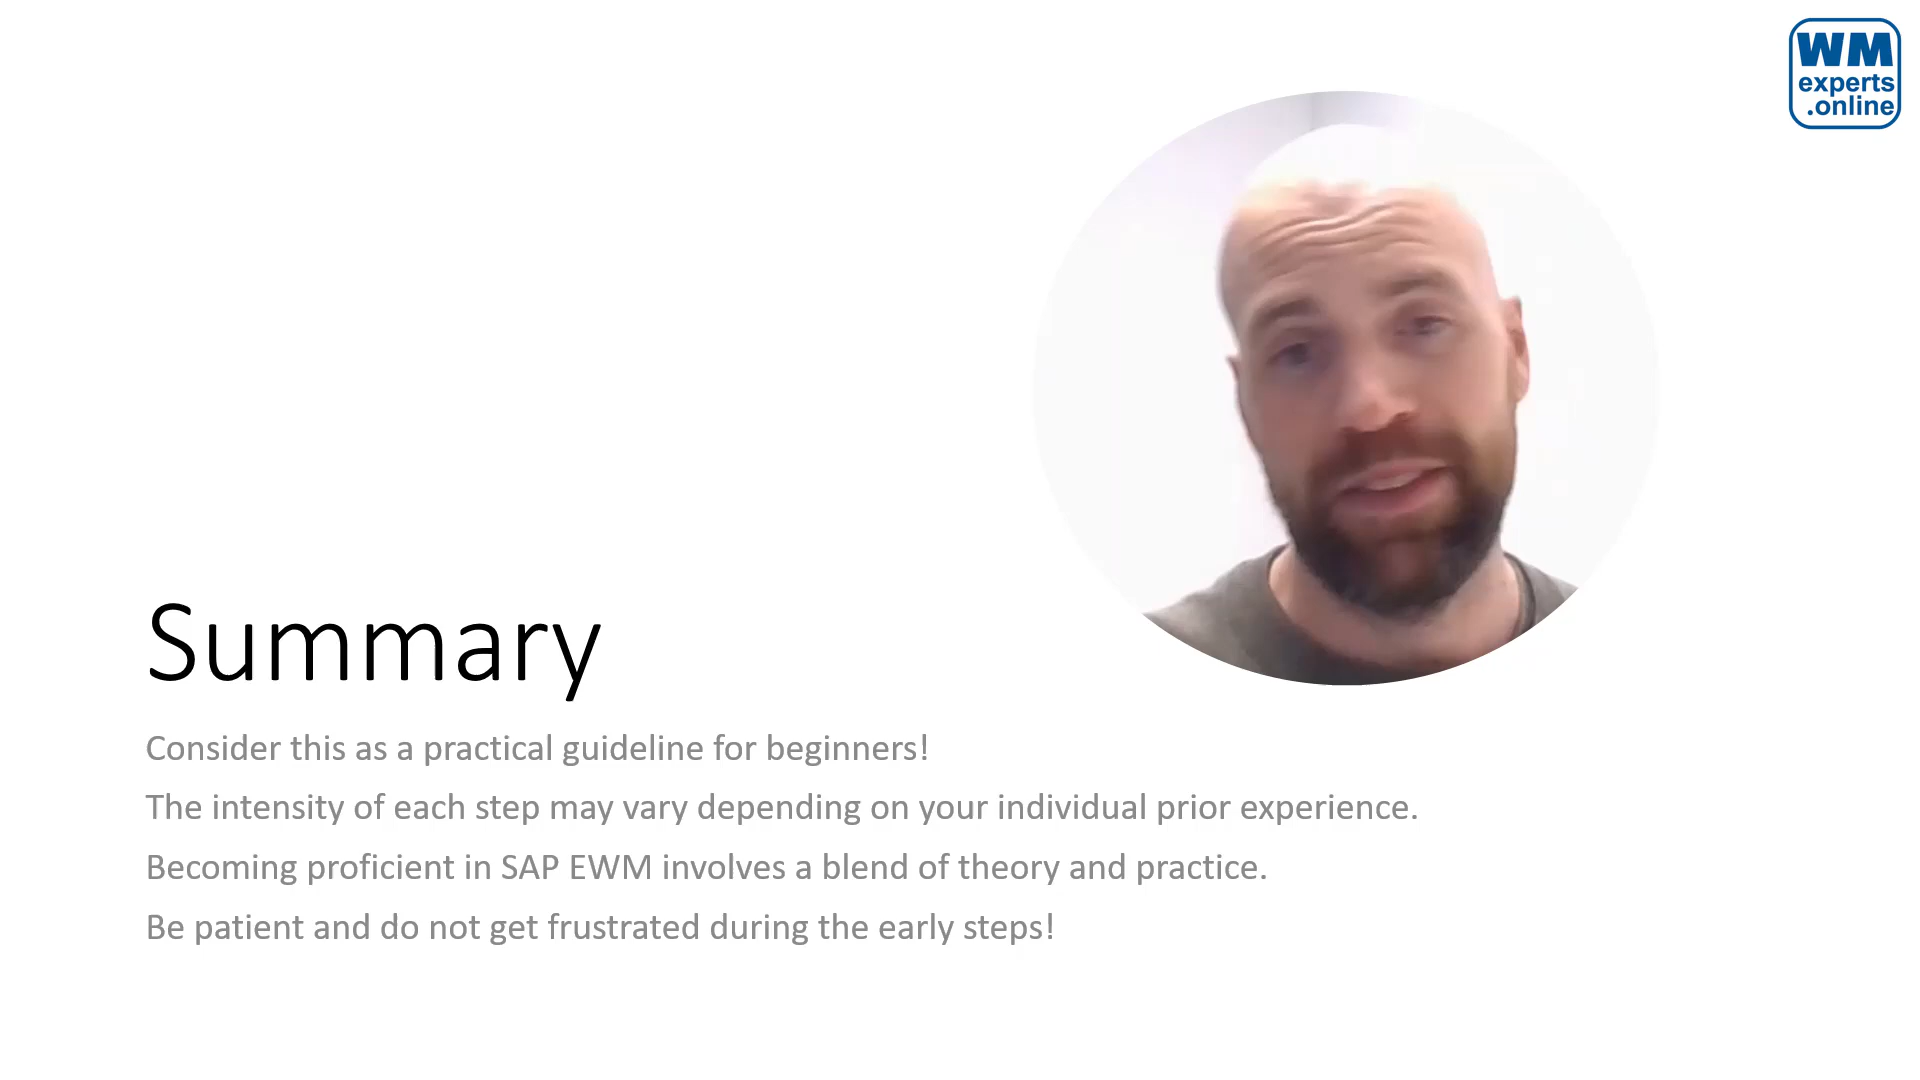 WM
experts
.online
Summary
Consider this as a practical guideline for beginners!
The intensity of each step may vary depending on your individual prior experience.
Becoming proficient in SAP EWM involves a blend of theory and practice.
Be patient and do not get frustrated during the early steps!